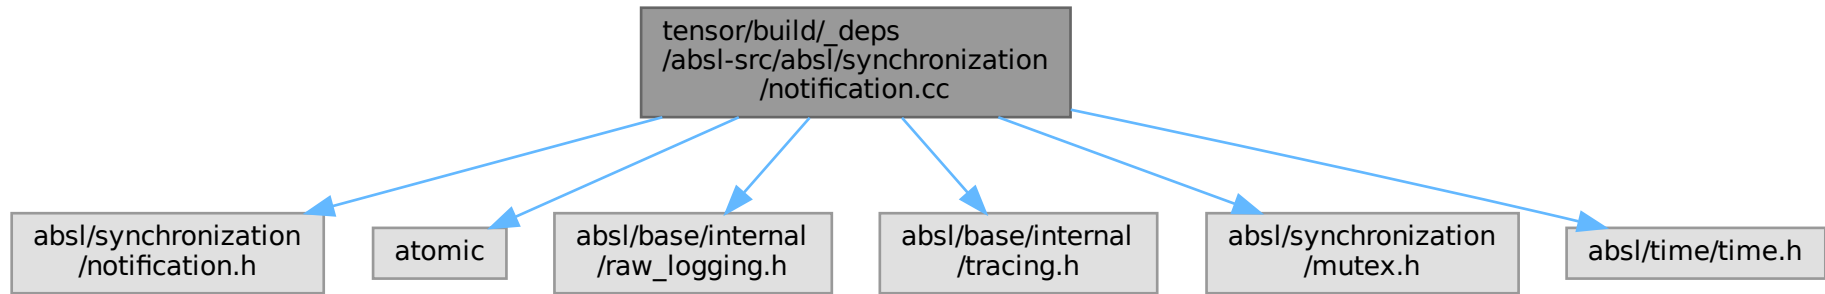 tensor/build/_deps
/absl-src/absl/synchronization
/notification.cc
absl/synchronization
/notification.h
atomic
absl/base/internal
/raw_logging.h
absl/base/internal
/tracing.h
absl/synchronization
/mutex.h
absl/time/time.h